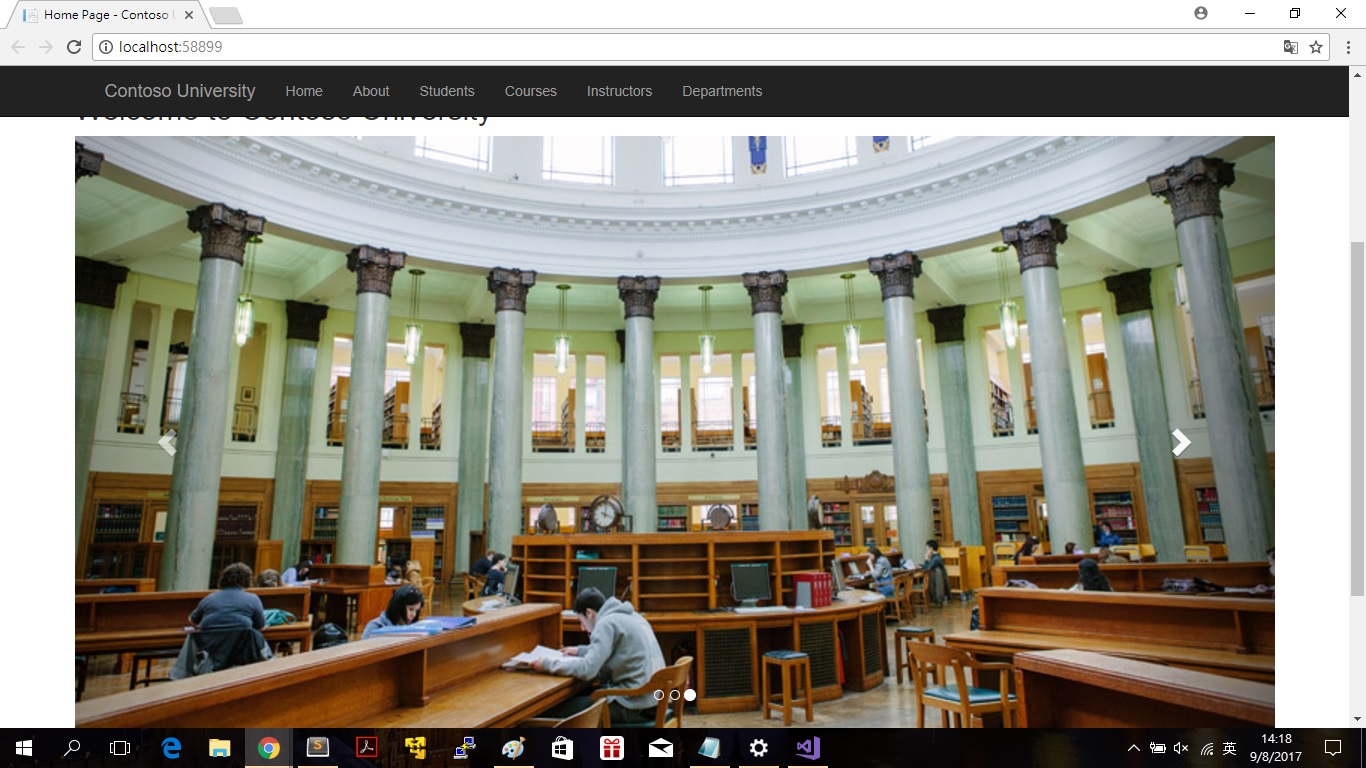 Home Page - Contoso U
localhost:58899
Contoso University Home About Students Courses Instructors Departments
Welcome to Contoso University
英
14:18
9/8/2017